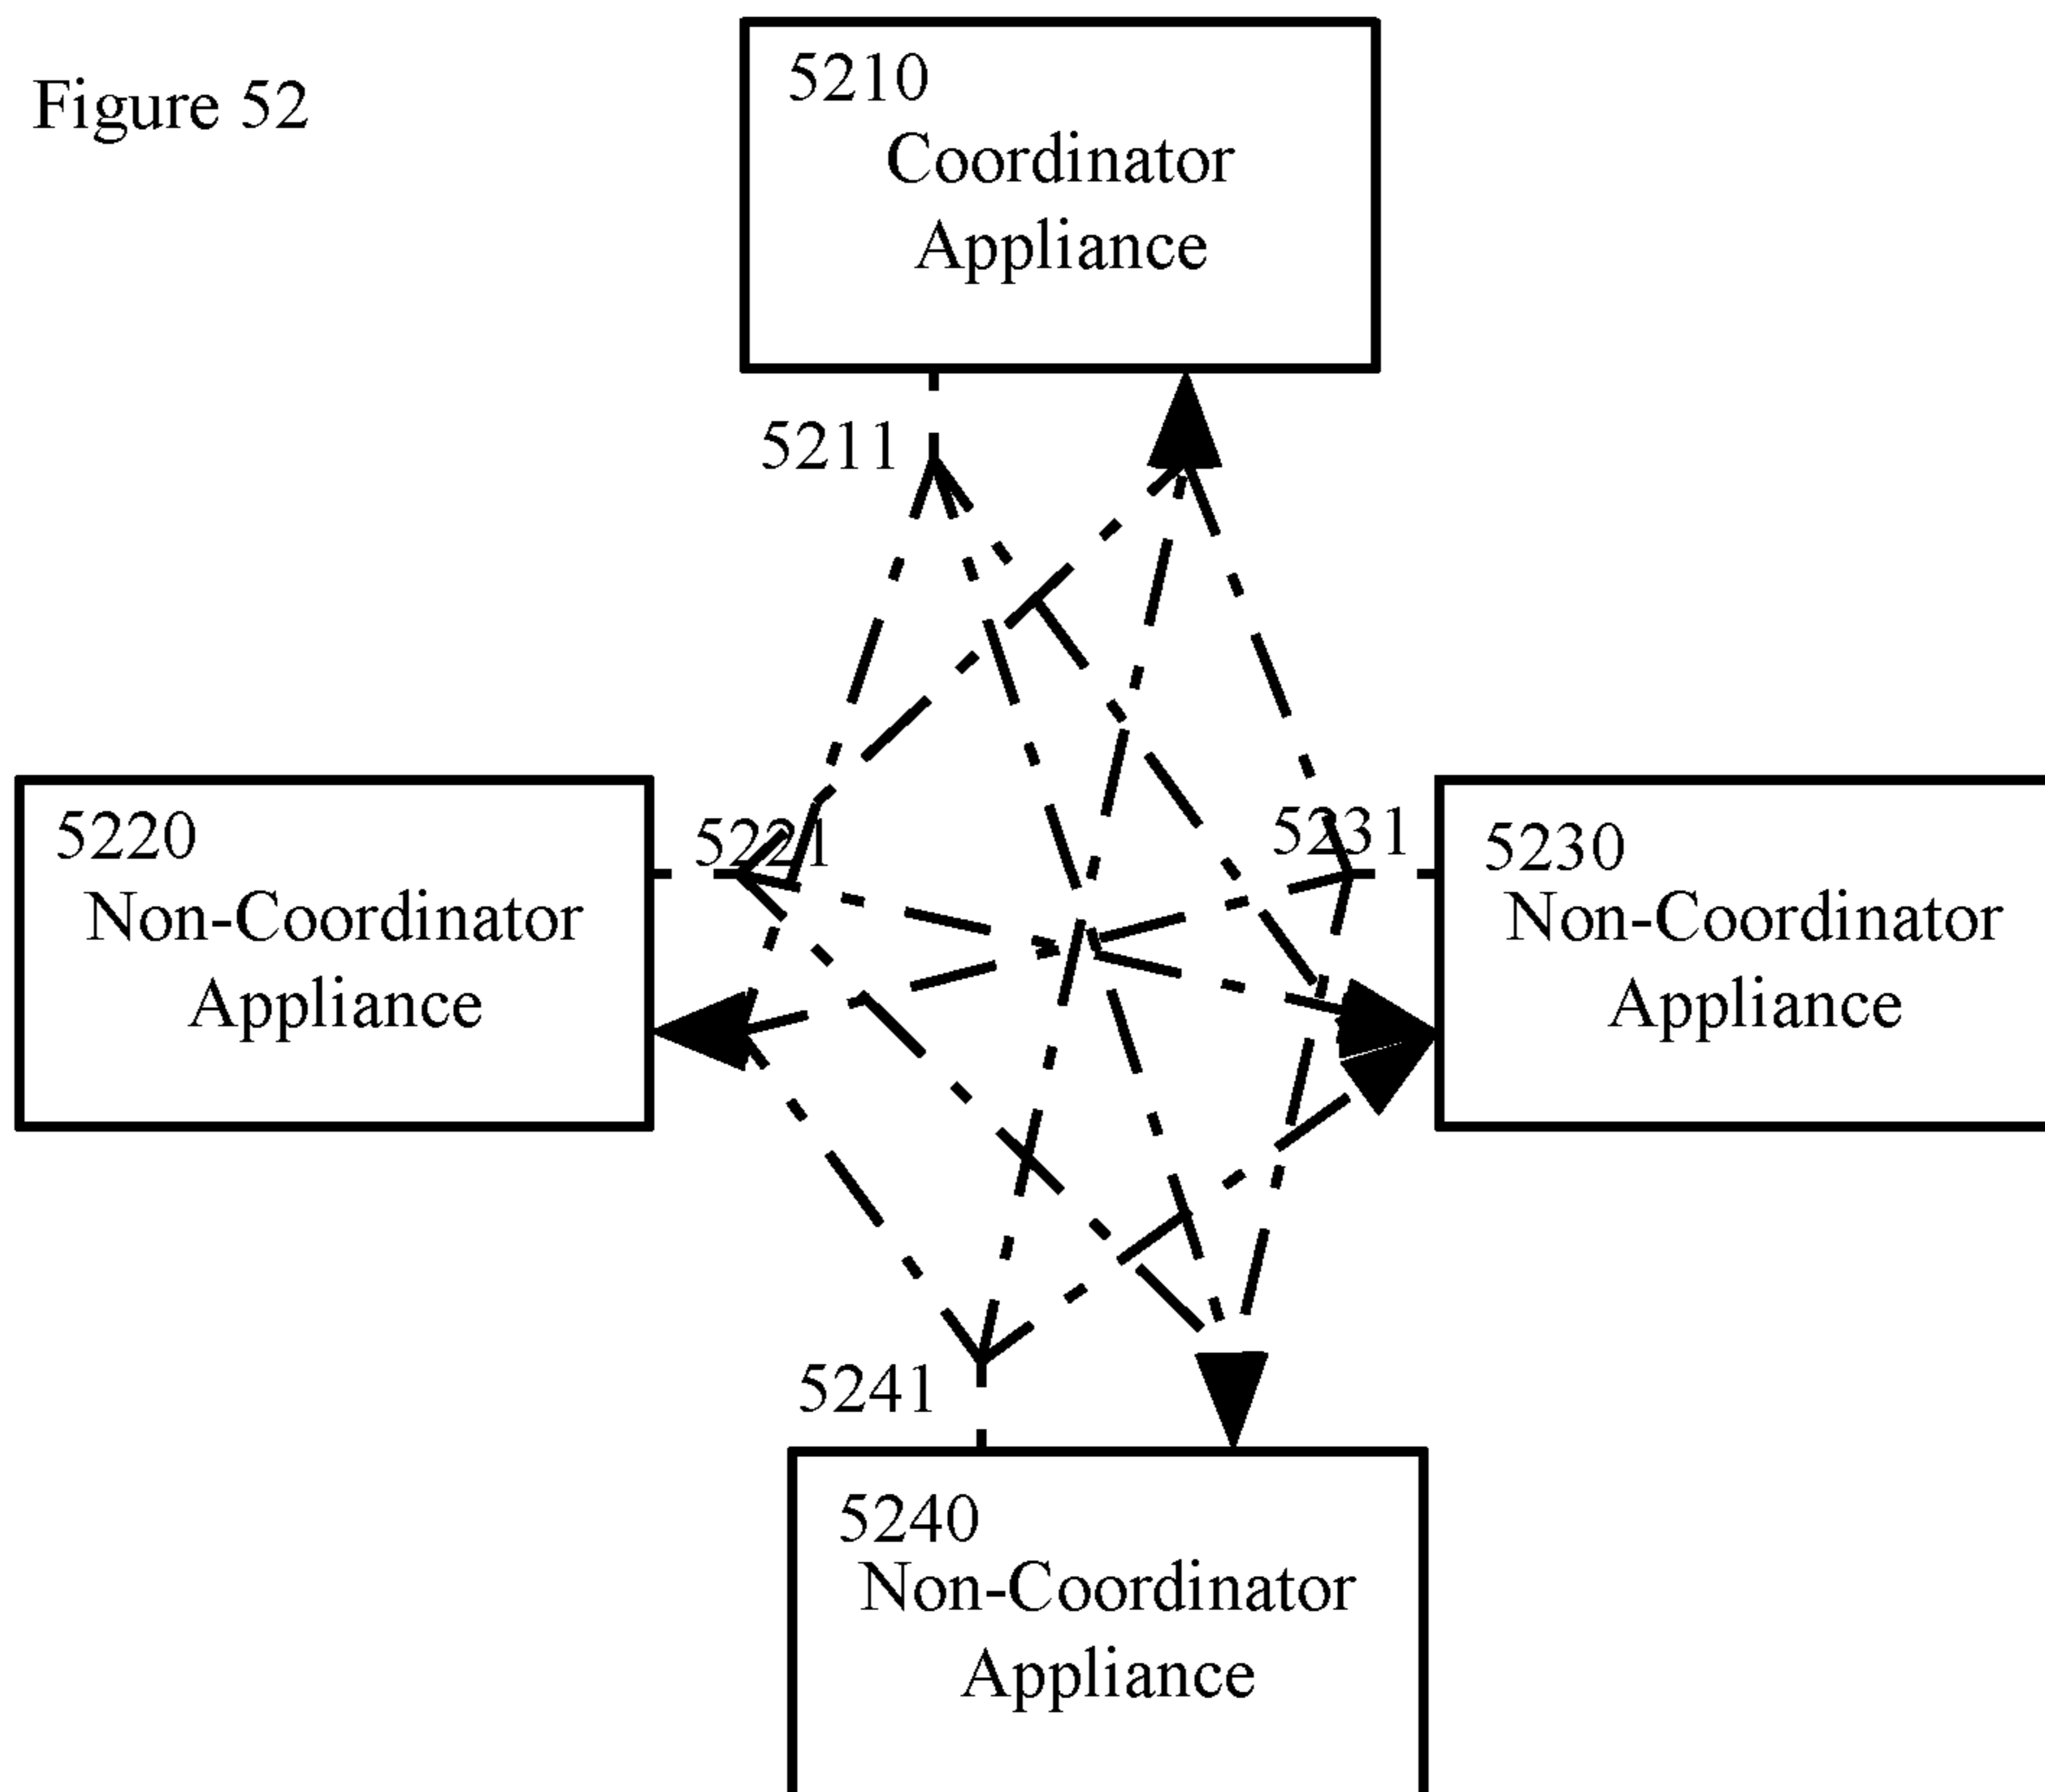 Figure 52
5210
Coordinator
Appliance
5211
5220
Non-Coordinator
Appliance
5221
5231
5230
Non-Coordinator
Appliance
5241
5240
Non-Coordinator
Appliance